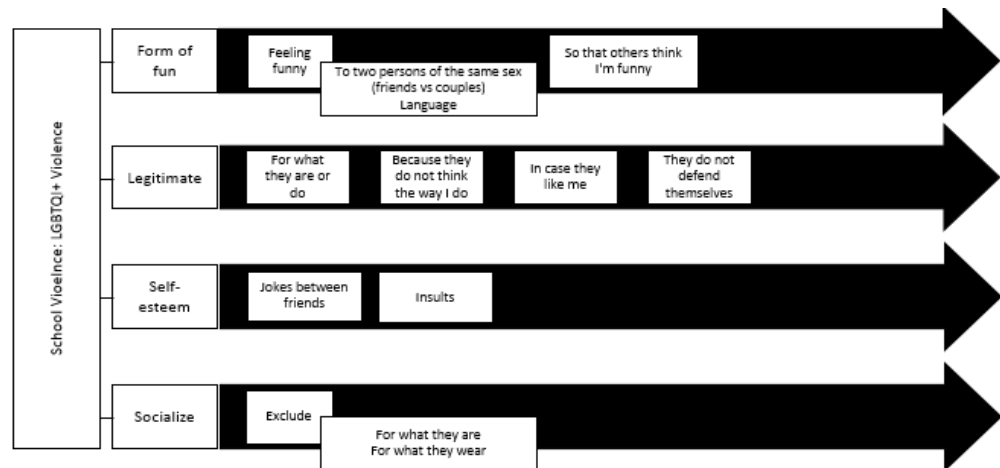 School Vioelnce: LGBTQI+ Violence
Form of
fun
Feeling
funny
To two persons of the same sex
(friends vs couples)
Language
So that others think
I'm funny
Legitimate
For what
they are or
do
Because they
do not think
the way I do
In case they
like me
They do not
defend
themselves
Self-
esteem
Jokes between
friends
Insults
Socialize
Exclude
For what they are
For what they wear